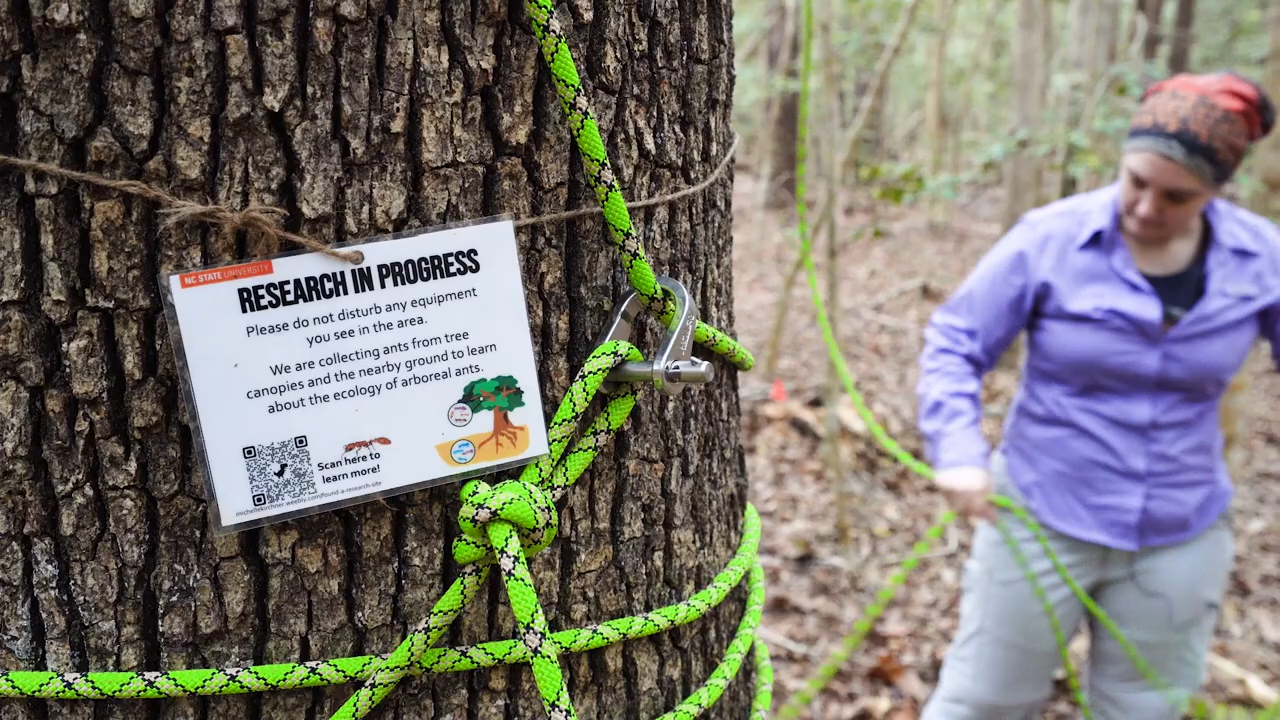 NC STATE UNIVERSITY
RESEARCH IN PROGRESS
Please do not disturb any equipment
you see in the area.
We are collecting ants from tree
canopies and the nearby ground to learn
about the ecology of arboreal ants.
Scan here to
learn more!
michellekirchner.weebly.com/found-a-research-site